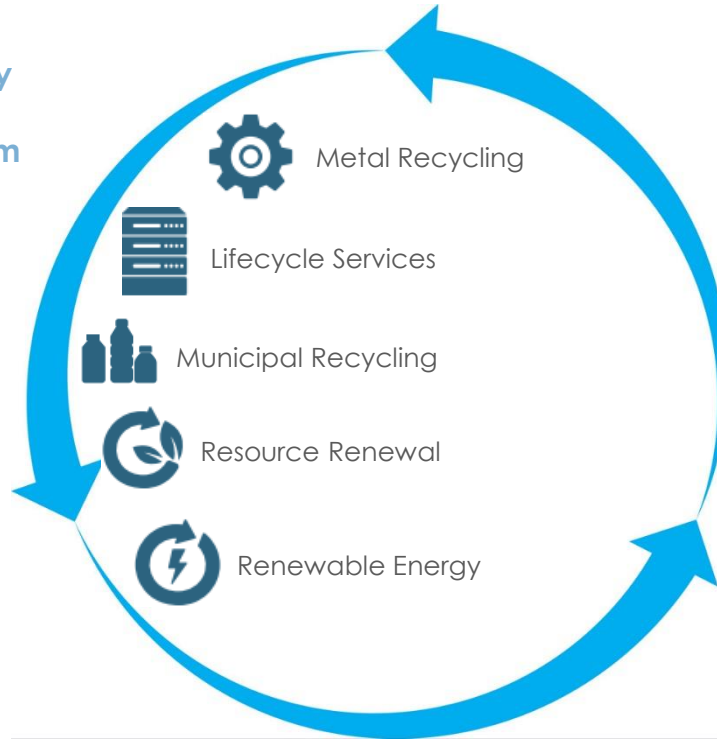 y
m
Metal Recycling
Lifecycle Services
Municipal Recycling
Resource Renewal
Renewable Energy